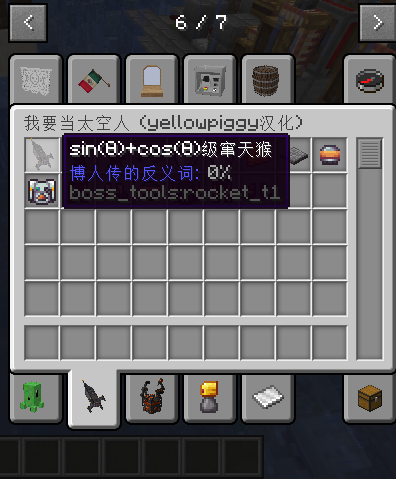 6 / 7
我要当太空人 (yellowpiggy汉化)
sin(θ)+cos(θ)级窜天猴
博人传的反义词: 0%
boss_tools:rocket_t1